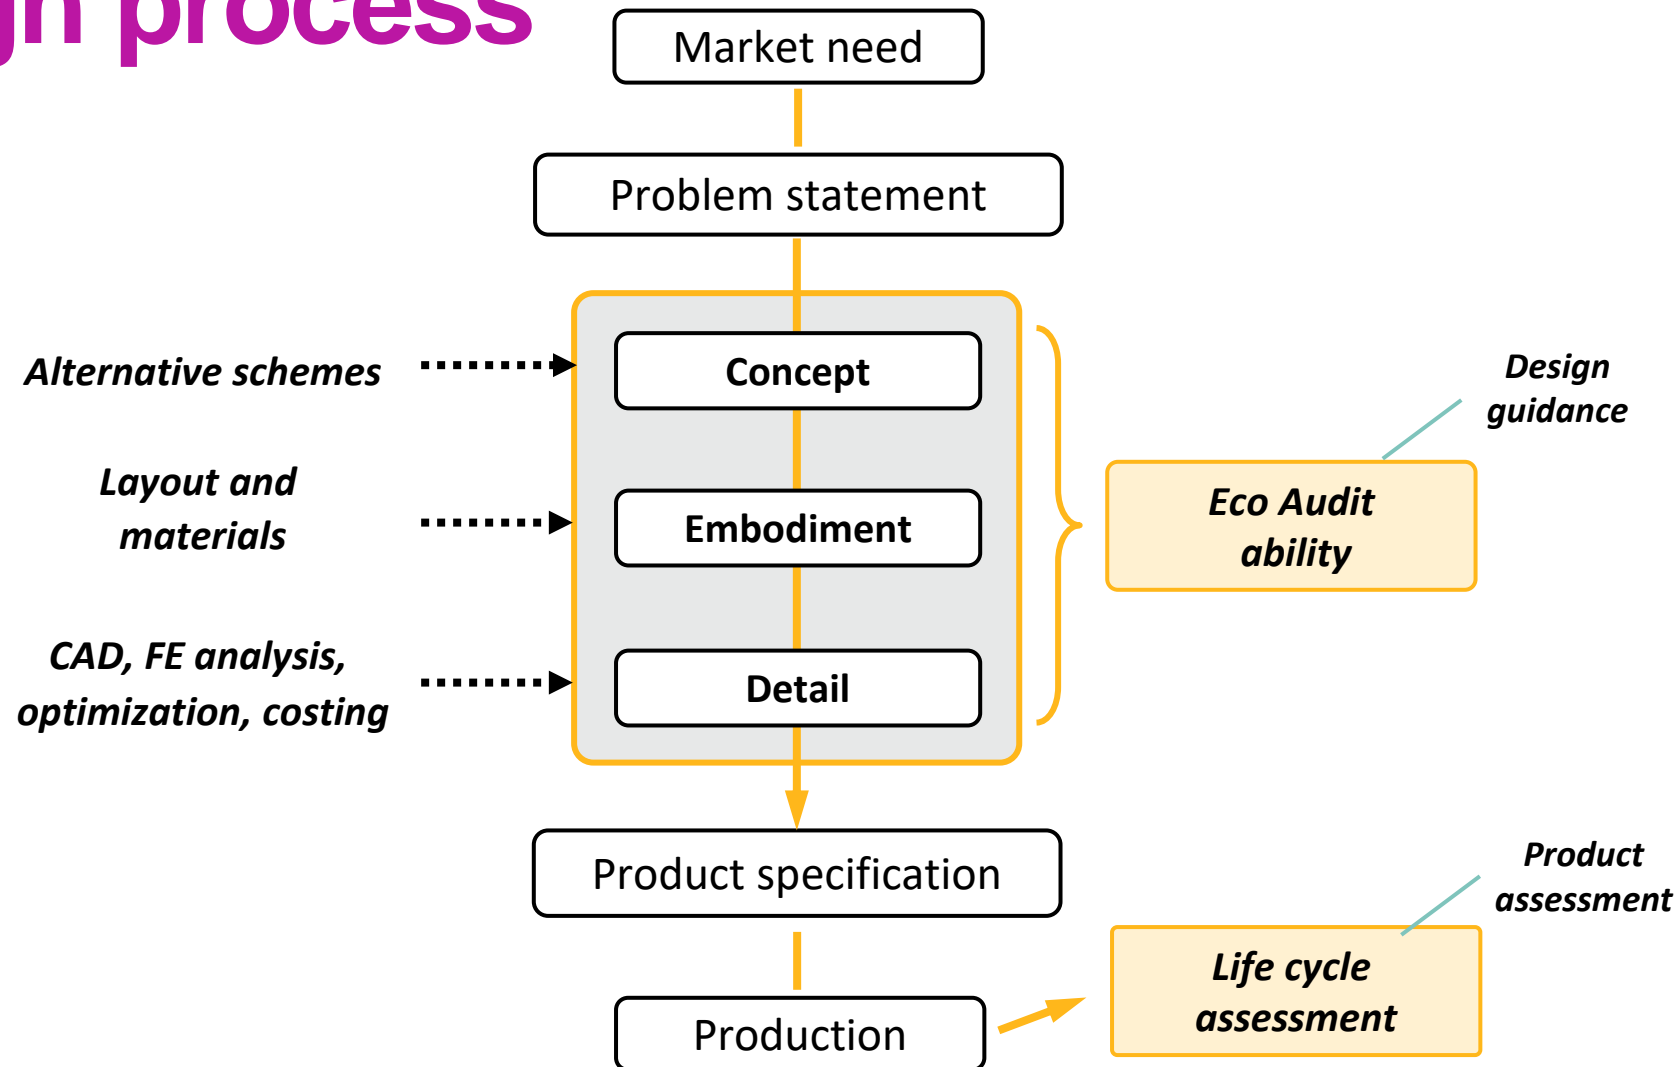 gn process
Market need
Problem statement
Alternative schemes
Concept
Design
guidance
Layout and
materials
Embodiment
Eco Audit
ability
CAD, FE analysis,
optimization, costing
Detail
Product specification
Product
assessment
Life cycle
assessment
Production